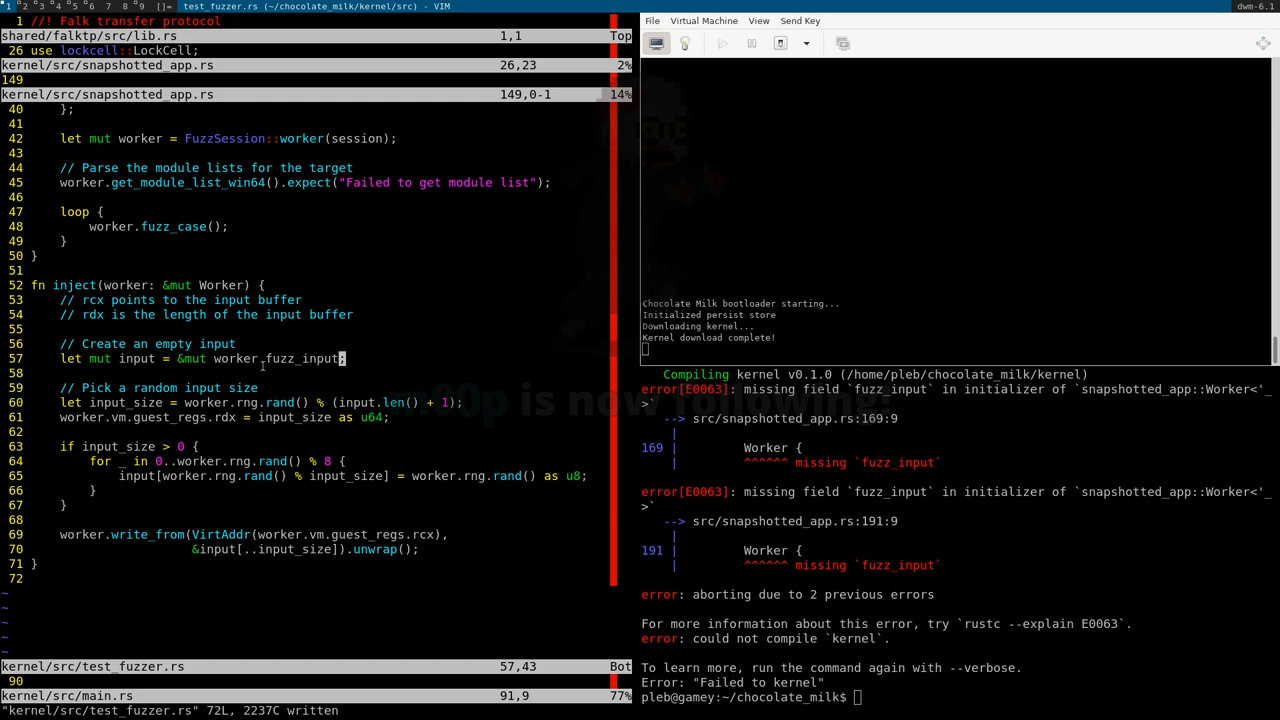 1 2 3 4 5 6 7 8 9 []= test_fuzzer.rs (~/chocolate_milk/kernel/src) - VIM dwm-6.1
1 //! Falk transfer protocol
shared/falktp/src/lib.rs 1,1 Top
26 use lockcell::LockCell;
kernel/src/snapshotted_app.rs 26,23 2%
149
kernel/src/snapshotted_app.rs 149,0-1 14%
40     };
41
42     let mut worker = FuzzSession::worker(session);
43
44     // Parse the module lists for the target
45     worker.get_module_list_win64().expect("Failed to get module list");
46
47     loop {
48         worker.fuzz_case();
49     }
50 }
51
52 fn inject(worker: &mut Worker) {
53     // rcx points to the input buffer
54     // rdx is the length of the input buffer
55
56     // Create an empty input
57     let mut input = &mut worker.fuzz_input;
58
59     // Pick a random input size
60     let input_size = worker.rng.rand() % (input.len() + 1);
61     worker.vm.guest_regs.rdx = input_size as u64;
62
63     if input_size > 0 {
64         for _ in 0..worker.rng.rand() % 8 {
65             input[worker.rng.rand() % input_size] = worker.rng.rand() as u8;
66         }
67     }
68
69     worker.write_from(VirtAddr(worker.vm.guest_regs.rcx),
70                       &input[..input_size]).unwrap();
71 }
72
~
~
~
~
~
kernel/src/test_fuzzer.rs 57,43 Bot
90
kernel/src/main.rs 91,9 77%
"kernel/src/test_fuzzer.rs" 72L, 2237C written
File Virtual Machine View Send Key
Chocolate Milk bootloader starting...
Initialized persist store
Downloading kernel...
Kernel download complete!
Compiling kernel v0.1.0 (/home/pleb/chocolate_milk/kernel)
error[E0063]: missing field `fuzz_input` in initializer of `snapshotted_app::Worker<'_
>`
--> src/snapshotted_app.rs:169:9
|
169 |         Worker {
|         ^^^^^^ missing `fuzz_input`
error[E0063]: missing field `fuzz_input` in initializer of `snapshotted_app::Worker<'_
>`
--> src/snapshotted_app.rs:191:9
|
191 |         Worker {
|         ^^^^^^ missing `fuzz_input`
error: aborting due to 2 previous errors
For more information about this error, try `rustc --explain E0063`.
error: could not compile `kernel`.
To learn more, run the command again with --verbose.
Error: "Failed to kernel"
pleb@gamey:~/chocolate_milk$
is now following!